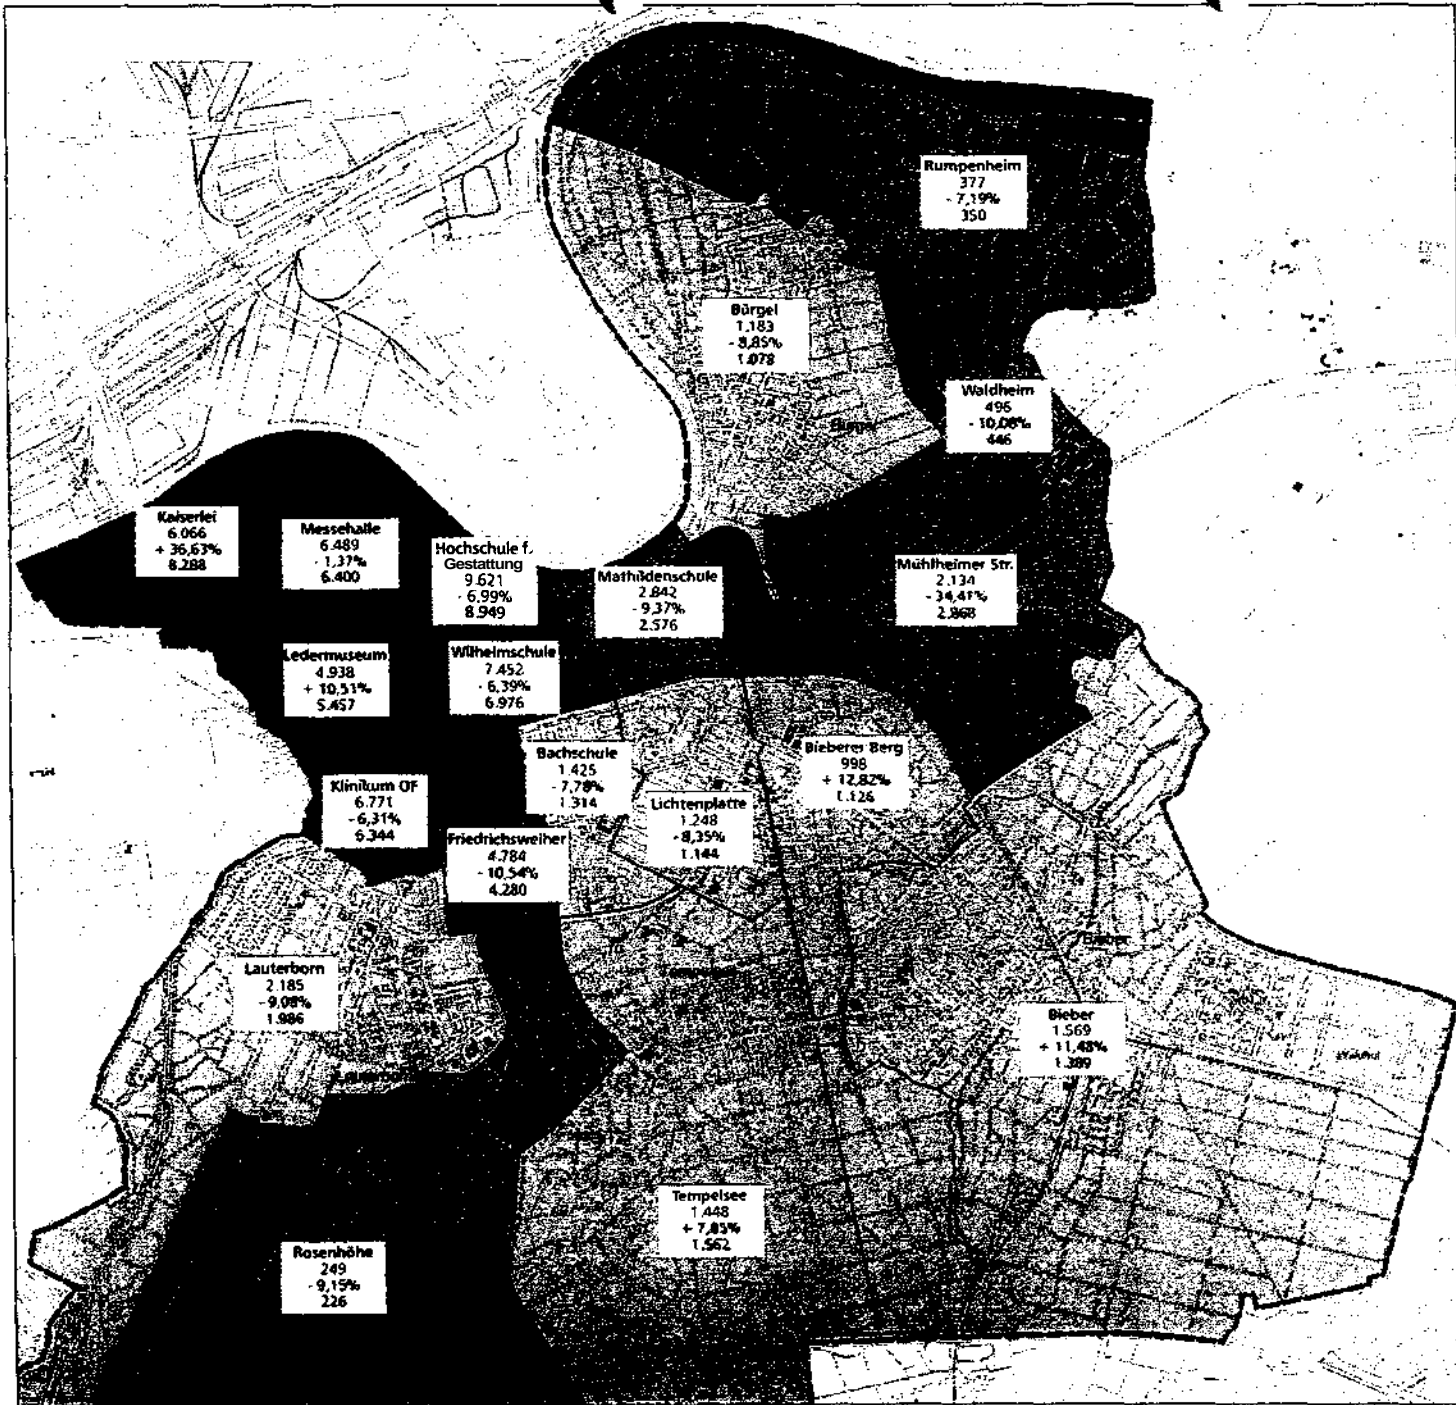 Rumpenheim
377
- 7,19%
350
Bürgel
1.183
- 8,85%
1.078
Waldheim
496
- 10,08%
446
Bürgel
Kaiserlei
6.066
+ 36,63%
8.288
Messehalle
6.489
- 1,37%
6.400
Hochschule f.
Gestattung
9.621
- 6,99%
8.949
Mathildenschule
2.842
- 9,37%
2.576
Mühlheimer Str.
2.134
- 34,41%
2.868
Ledermuseum
4.938
+ 10,51%
5.457
Wilhelmschule
7.452
- 6,39%
6.976
Bachschule
1.425
- 7,78%
1.314
Bieberer Berg
998
+ 12,82%
1.126
Klinikum OF
6.771
- 6,31%
6.344
Lichtenplatte
1.248
- 8,35%
1.144
Friedrichsweiher
4.784
- 10,54%
4.280
Bieber
Tempelsee
Lauterborn
2.185
- 9,08%
1.986
Bieber
1.569
+ 11,48%
1.389
Lauterborn
Tempelsee
1.448
+ 7,85%
1.562
Rosenhöhe
249
- 9,15%
226